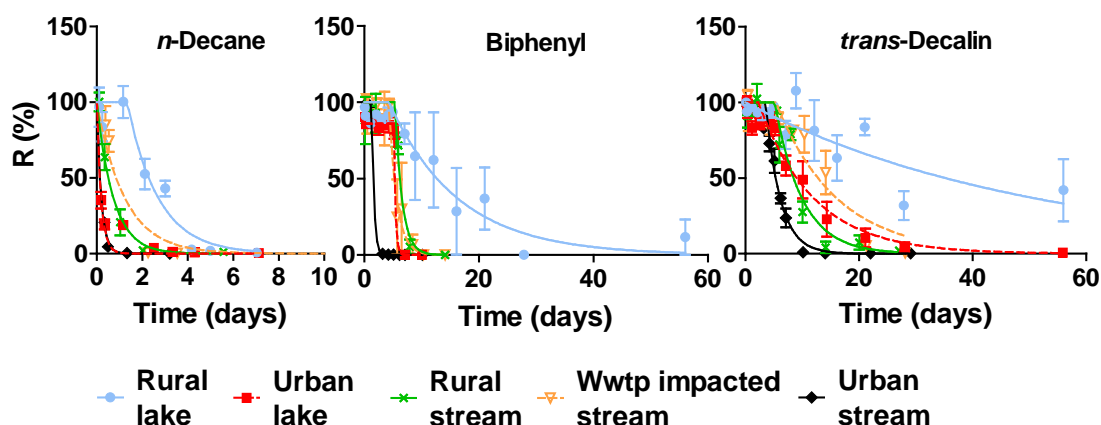 n-Decane
Biphenyl
trans-Decalin
R (%)
150
100
50
0
0
2
4
6
8
10
Time (days)
150
100
50
0
0
20
40
60
Time (days)
150
100
50
0
0
20
40
60
Time (days)
Rural
lake
Urban
lake
Rural
stream
Wwtp impacted
stream
Urban
stream